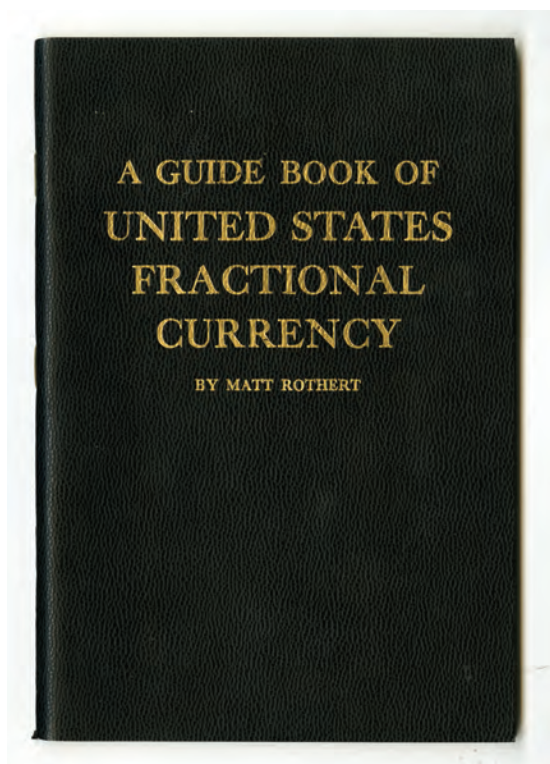 A GUIDE BOOK OF
UNITED STATES
FRACTIONAL
CURRENCY
BY MATT ROTHERT